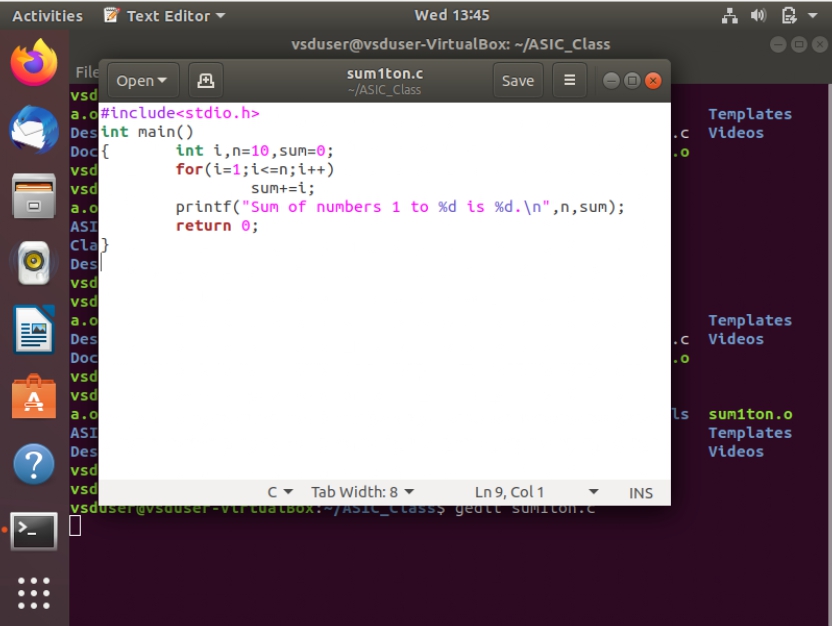 Activities Text Editor Wed 13:45
vsduser@vsduser-VirtualBox: ~/ASIC_Class
File
Open sum1ton.c Save
~/ASIC_Class
vsd
#include<stdio.h>
a.o Templates
int main()
Des .c Videos
{ int i,n=10,sum=0;
Doc .o
for(i=1;i<=n;i++)
vsd
sum+=i;
vsd
printf("Sum of numbers 1 to %d is %d.\n",n,sum);
a.o
return 0;
ASI
}
Cla
Des
vsd
vsd
a.o Templates
Des .c Videos
Doc .o
vsd
vsd
a.o ls sum1ton.o
ASI Templates
Des Videos
vsd
vsd
C Tab Width: 8 Ln 9, Col 1 INS
vsduser@vsduser-VirtualBox:~/ASIC_Class$ gedit sum1ton.c